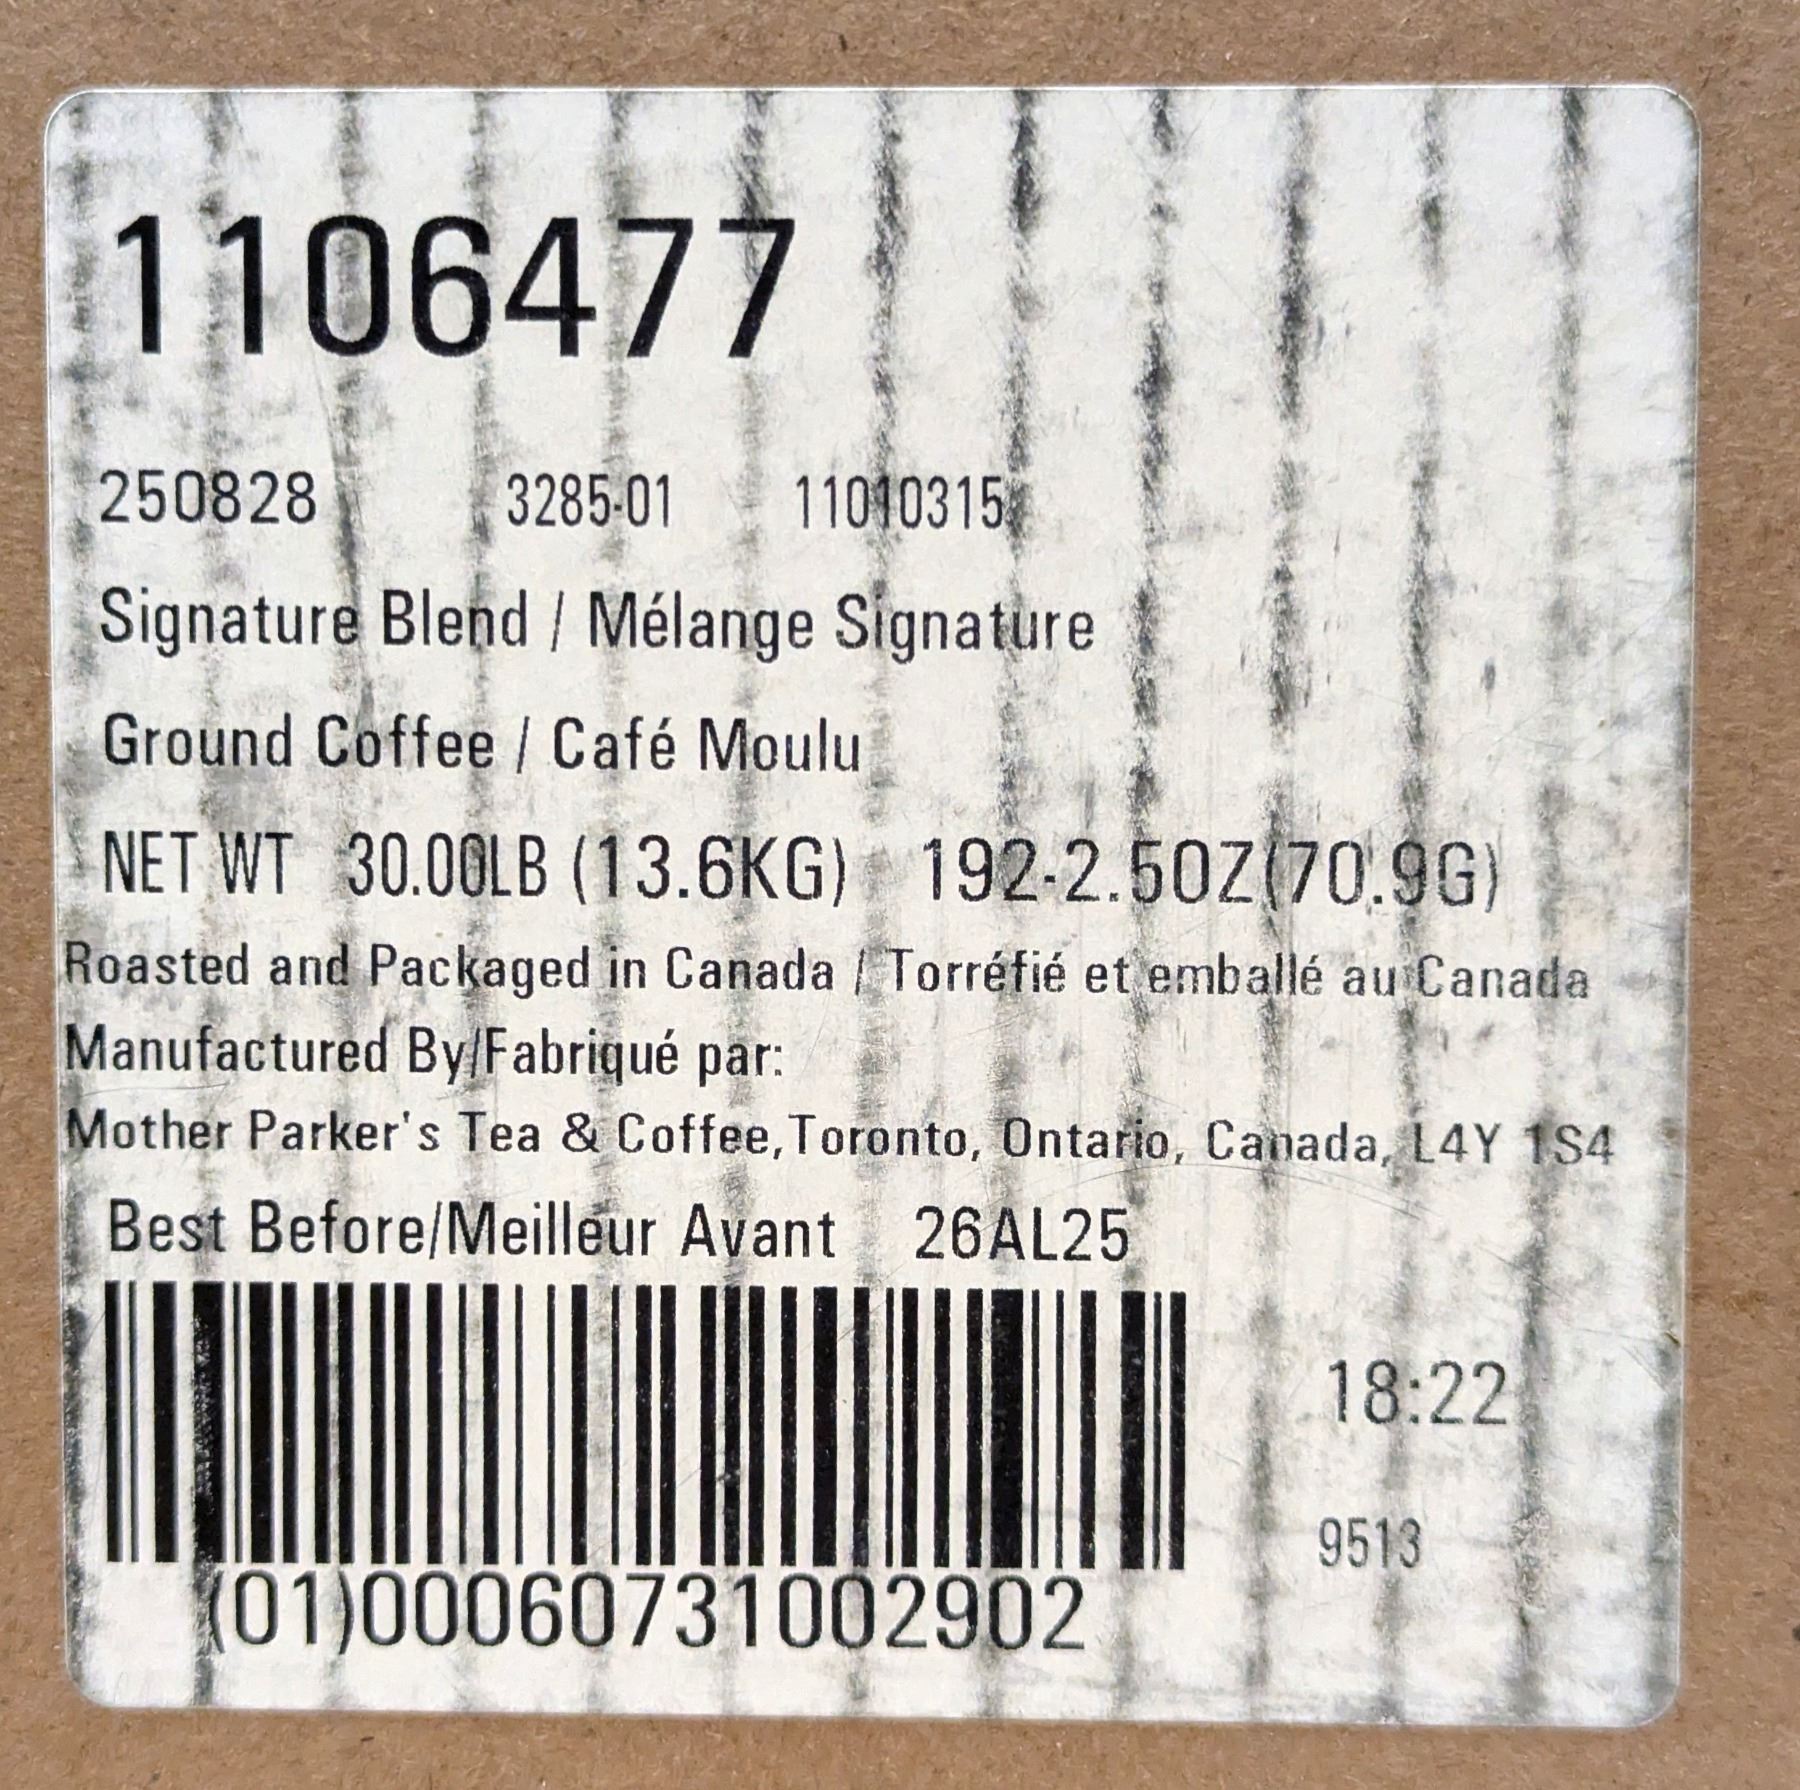 1106477
250828 3285-01 11010315
Signature Blend / Mélange Signature
Ground Coffee / Café Moulu
NET WT 30.00LB (13.6KG) 192-2.5OZ(70.9G)
Roasted and Packaged in Canada / Torréfié et emballé au Canada
Manufactured By/Fabriqué par:
Mother Parker's Tea & Coffee,Toronto, Ontario, Canada, L4Y 1S4
Best Before/Meilleur Avant 26AL25
18:22
9513
(01)00060731002902